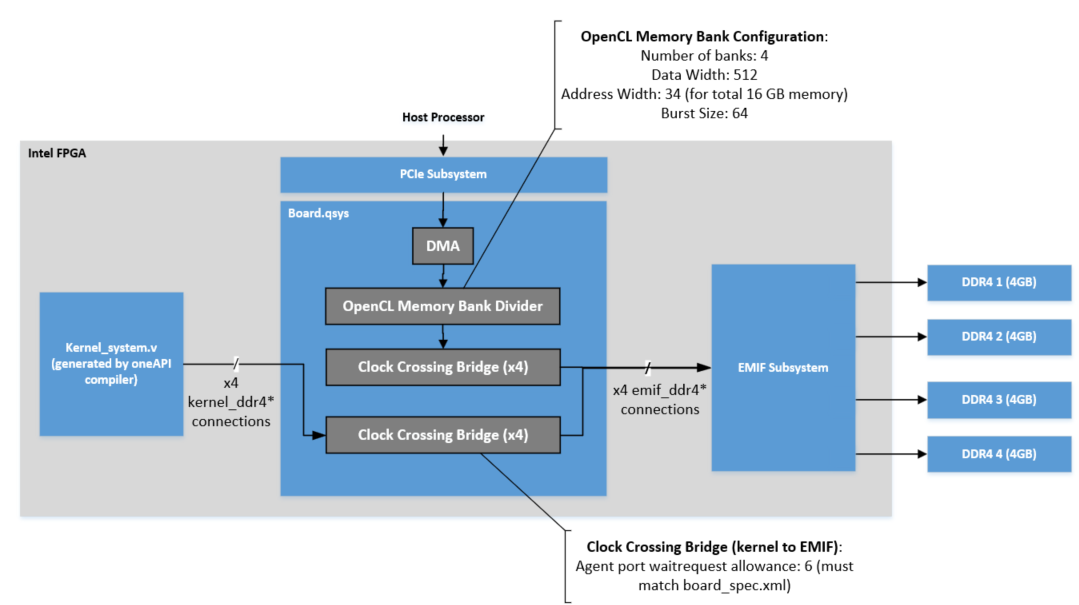 OpenCL Memory Bank Configuration:
Number of banks: 4
Data Width: 512
Address Width: 34 (for total 16 GB memory)
Burst Size: 64
Host Processor
Intel FPGA
PCIe Subsystem
Board.qsys
DMA
OpenCL Memory Bank Divider
Kernel_system.v
(generated by oneAPI
compiler)
x4
kernel_ddr4*
connections
Clock Crossing Bridge (x4)
Clock Crossing Bridge (x4)
x4 emif_ddr4*
connections
EMIF Subsystem
DDR4 1 (4GB)
DDR4 2 (4GB)
DDR4 3 (4GB)
DDR4 4 (4GB)
Clock Crossing Bridge (kernel to EMIF):
Agent port waitrequest allowance: 6 (must
match board_spec.xml)